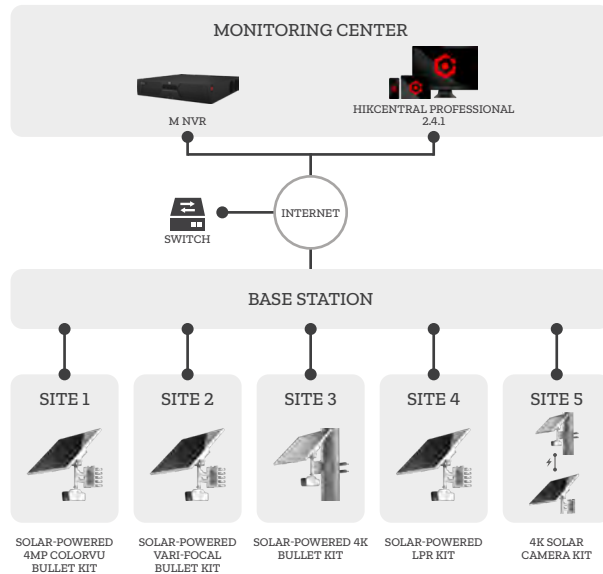 MONITORING CENTER
M NVR
HIKCENTRAL PROFESSIONAL
2.4.1
INTERNET
SWITCH
BASE STATION
SITE 1
SITE 2
SITE 3
SITE 4
SITE 5
SOLAR-POWERED
4MP COLORVU
BULLET KIT
SOLAR-POWERED
VARI-FOCAL
BULLET KIT
SOLAR-POWERED 4K
BULLET KIT
SOLAR-POWERED
LPR KIT
4K SOLAR
CAMERA KIT